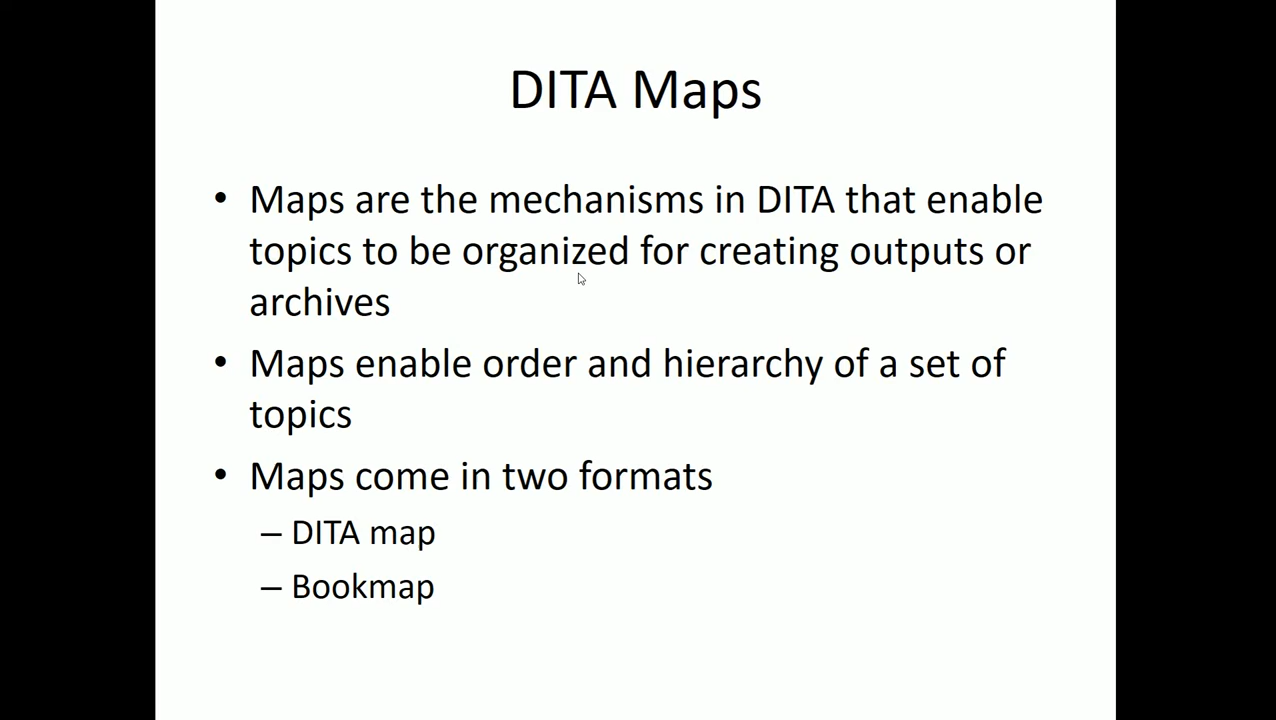 DITA Maps
• Maps are the mechanisms in DITA that enable
topics to be organized for creating outputs or
archives
• Maps enable order and hierarchy of a set of
topics
• Maps come in two formats
– DITA map
– Bookmap